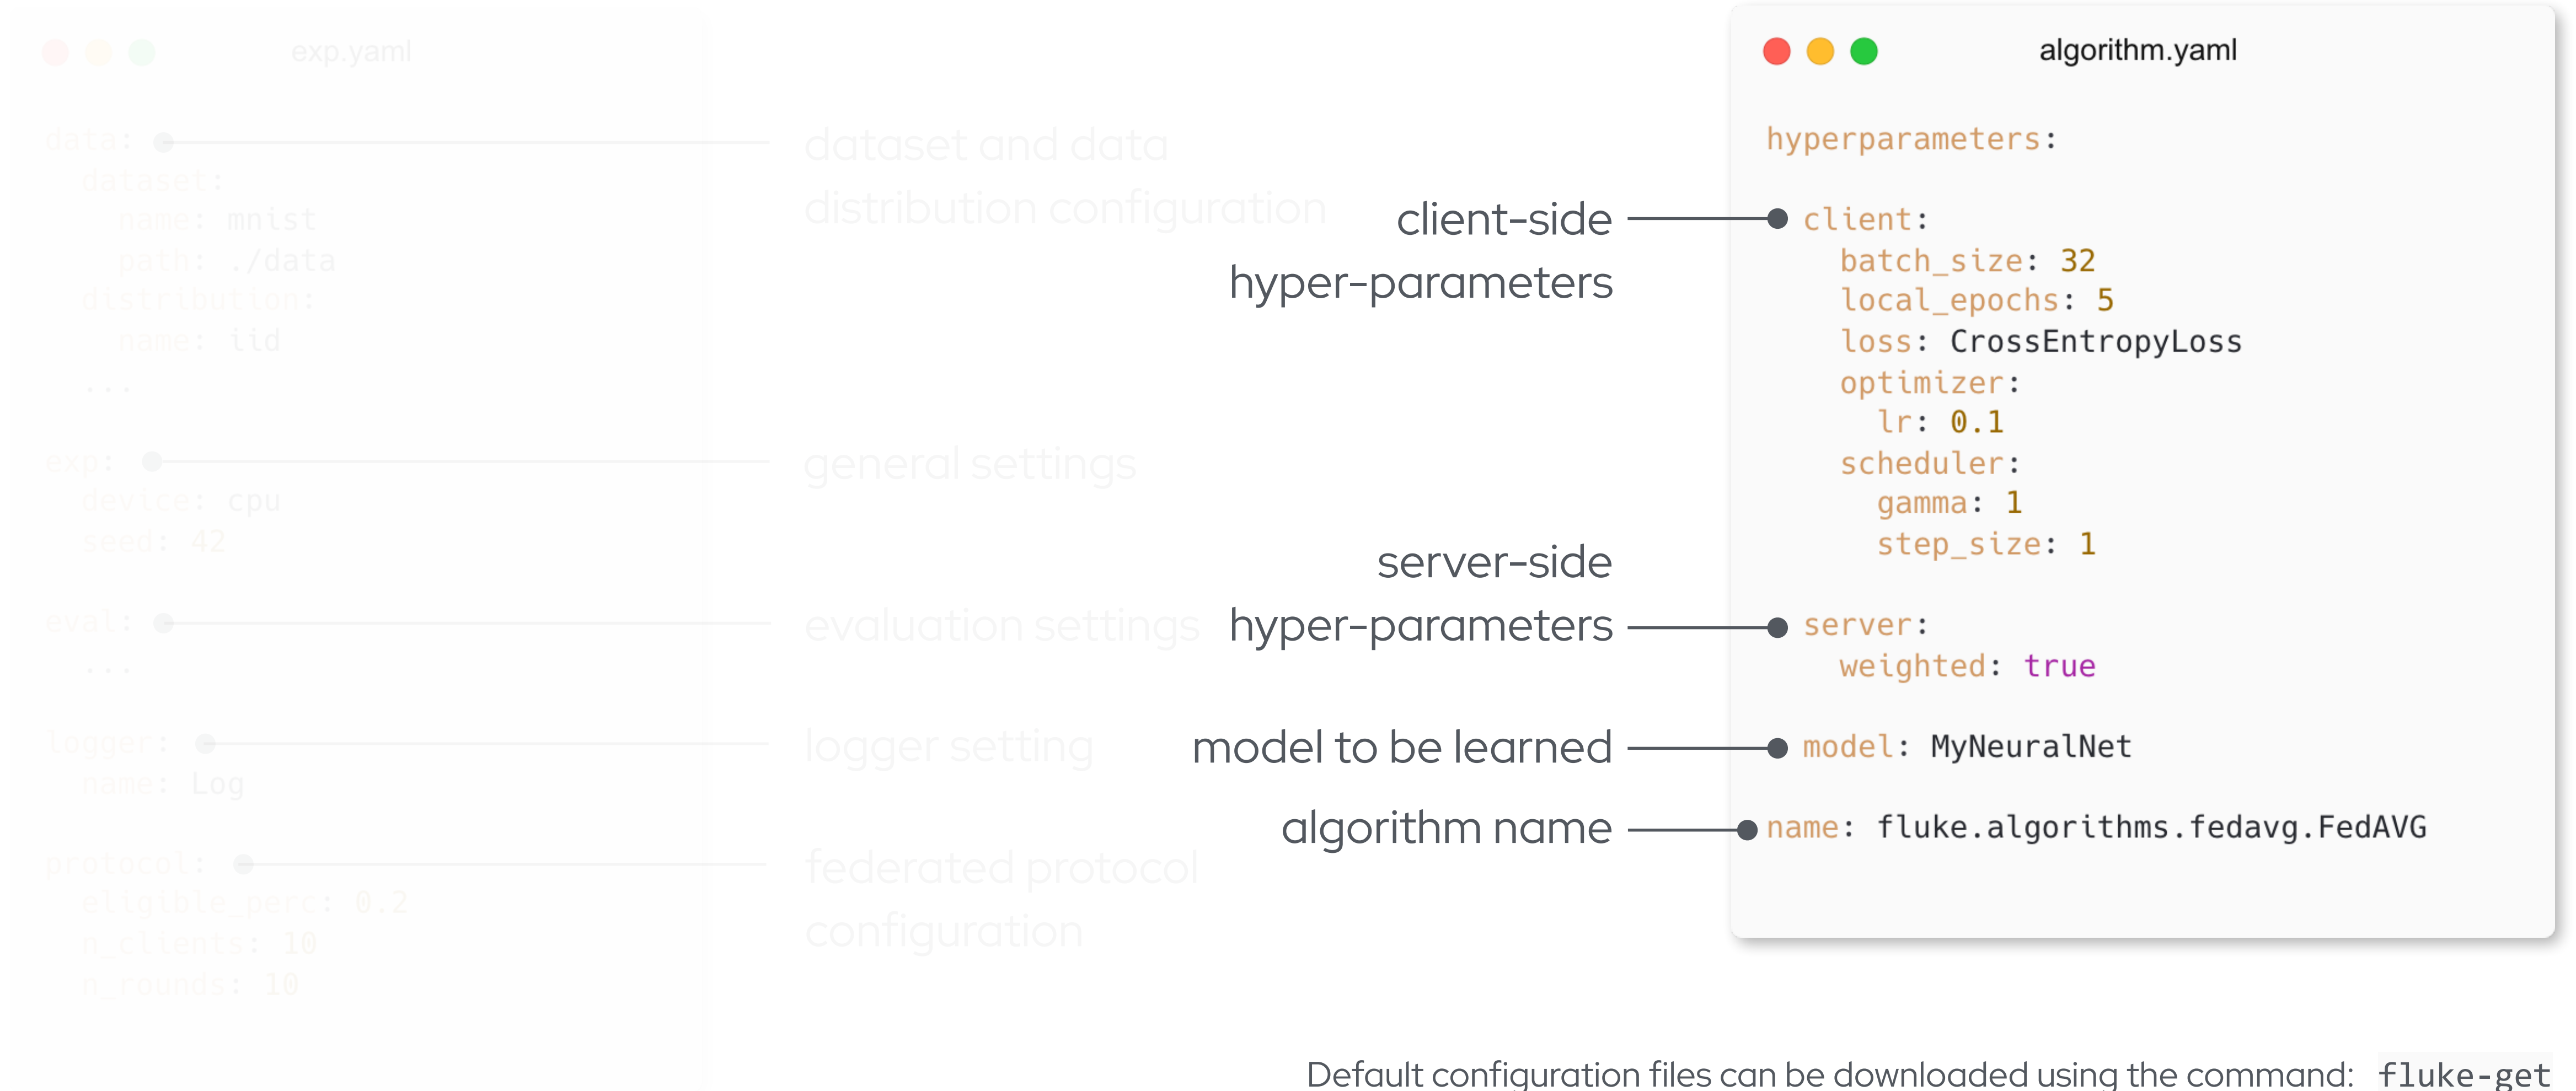 exp.yaml
data:
dataset:
name: mnist
path: ./data
distribution:
name: iid
...
exp:
device: cpu
seed: 42
eval:
...
logger:
name: Log
protocol:
eligible_perc: 0.2
n_clients: 10
n_rounds: 10
dataset and data
distribution configuration
general settings
evaluation settings
logger setting
federated protocol
configuration
client-side
hyper-parameters
server-side
hyper-parameters
model to be learned
algorithm name
algorithm.yaml
hyperparameters:
client:
batch_size: 32
local_epochs: 5
loss: CrossEntropyLoss
optimizer:
lr: 0.1
scheduler:
gamma: 1
step_size: 1
server:
weighted: true
model: MyNeuralNet
name: fluke.algorithms.fedavg.FedAVG
Default configuration files can be downloaded using the command: fluke-get